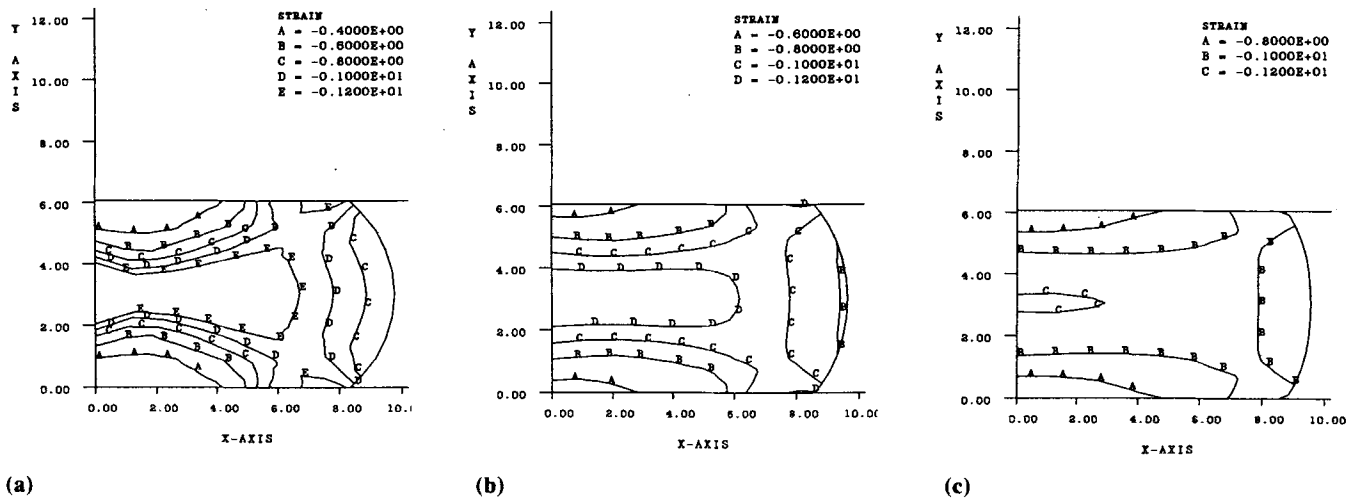 STRAIN
A = -0.4000E+00
B = -0.6000E+00
C = -0.8000E+00
D = -0.1000E+01
E = -0.1200E+01
Y AXIS
12.00
10.00
8.00
6.00
4.00
2.00
0.00
0.00 2.00 4.00 6.00 8.00 10.(
X-AXIS
(a)
STRAIN
A = -0.6000E+00
B = -0.8000E+00
C = -0.1000E+01
D = -0.1200E+01
Y AXIS
12.00
10.00
8.00
6.00
4.00
2.00
0.00
0.00 2.00 4.00 6.00 8.00 10.0(
X-AXIS
(b)
STRAIN
A = -0.8000E+00
B = -0.1000E+01
C = -0.1200E+01
Y AXIS
12.00
10.00
8.00
6.00
4.00
2.00
0.00
0.00 2.00 4.00 6.00 8.00 10.00
X-AXIS
(c)